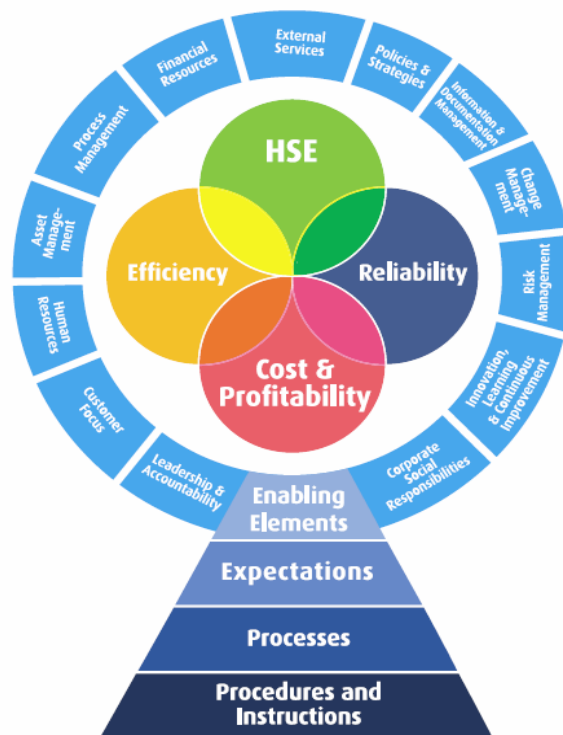 External
Services
Policies &
Strategies
Information &
Documentation
Management
Change
Manage-
ment
Risk
Management
Innovation,
Learning
& Continuous
Improvement
Corporate
Social
Responsibilities
Leadership &
Accountability
Customer
Focus
Human
Resources
Asset
Manage-
ment
Process
Management
Financial
Resources
HSE
Efficiency
Reliability
Cost &
Profitability
Enabling
Elements
Expectations
Processes
Procedures and
Instructions